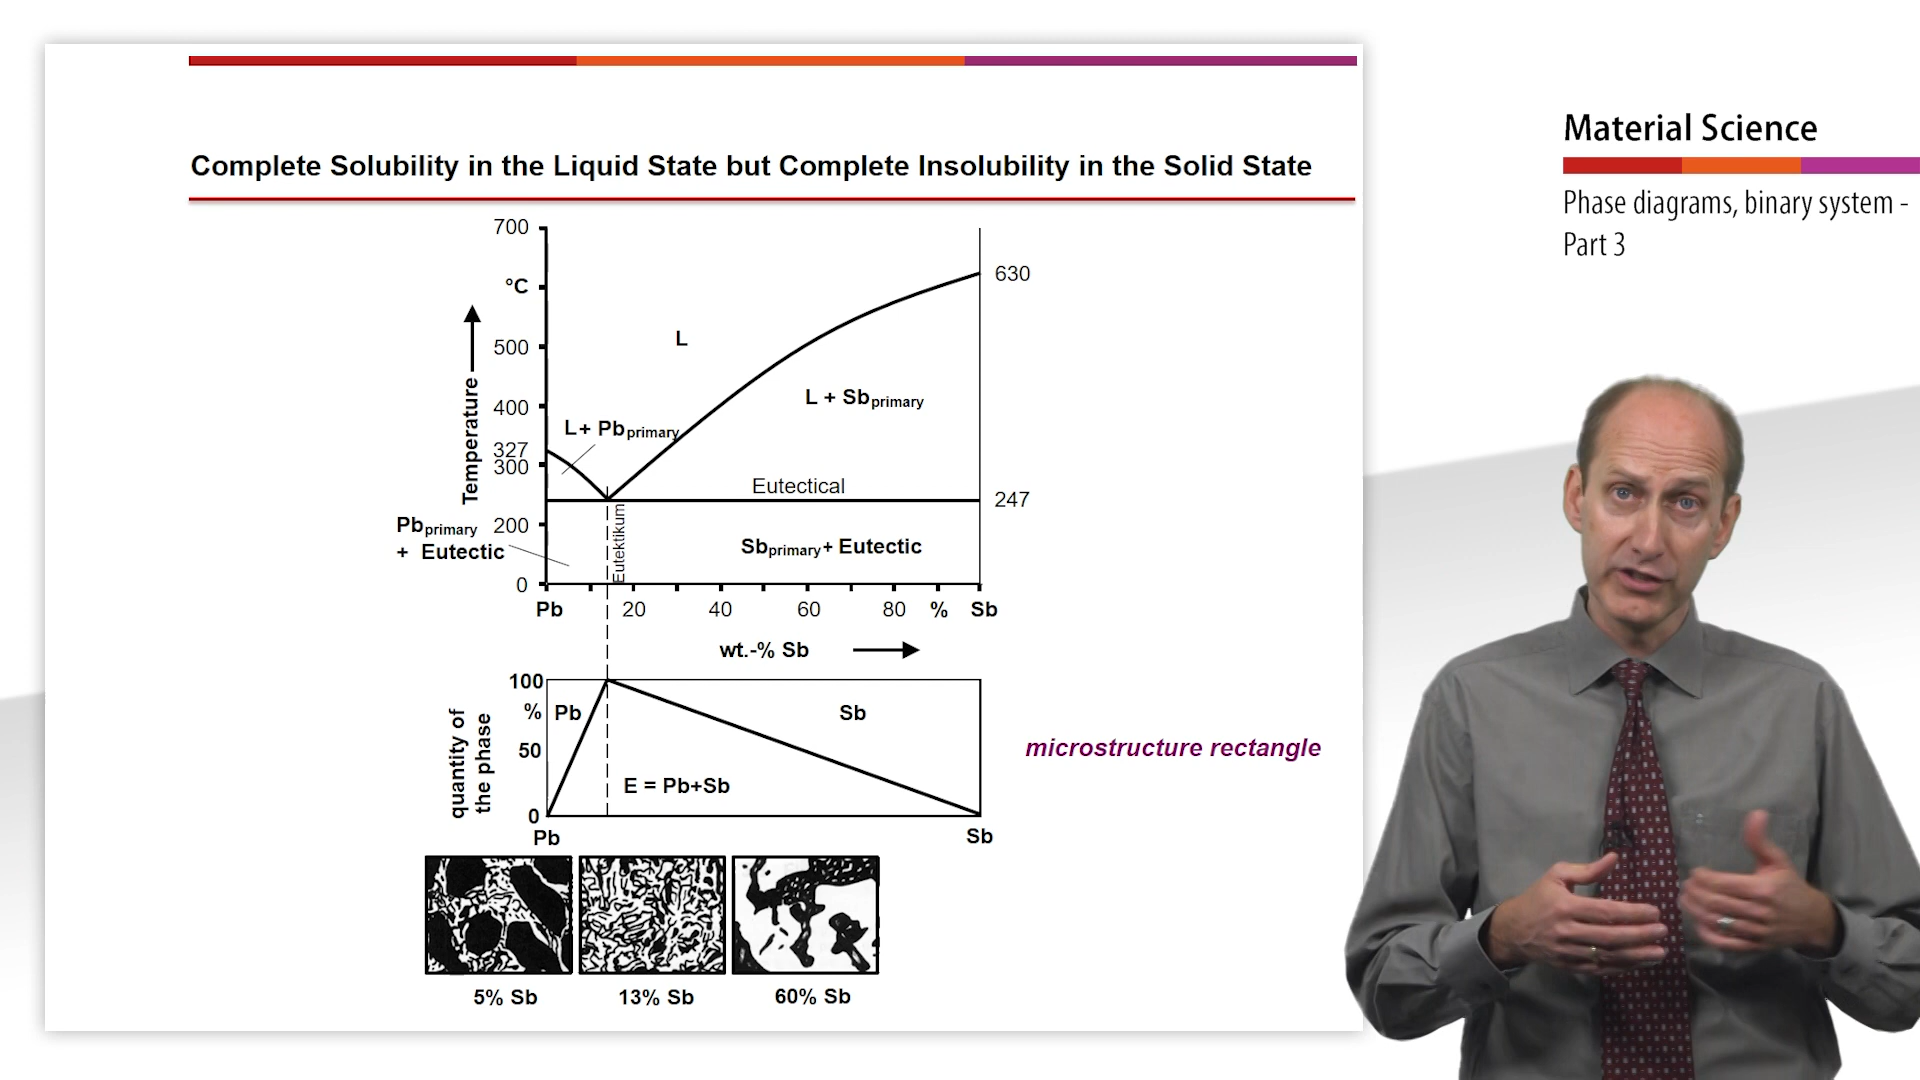 Complete Solubility in the Liquid State but Complete Insolubility in the Solid State
Material Science
Phase diagrams, binary system -
Part 3
700
°C
500
400
327
300
200
0
Temperature
630
247
L
L + Sbprimary
L+ Pbprimary
Eutectical
Eutektikum
Pbprimary
+ Eutectic
Sbprimary+ Eutectic
Pb
20
40
60
80
%
Sb
wt.-% Sb
100
%
50
0
quantity of
the phase
Pb
Sb
E = Pb+Sb
Pb
Sb
microstructure rectangle
5% Sb
13% Sb
60% Sb